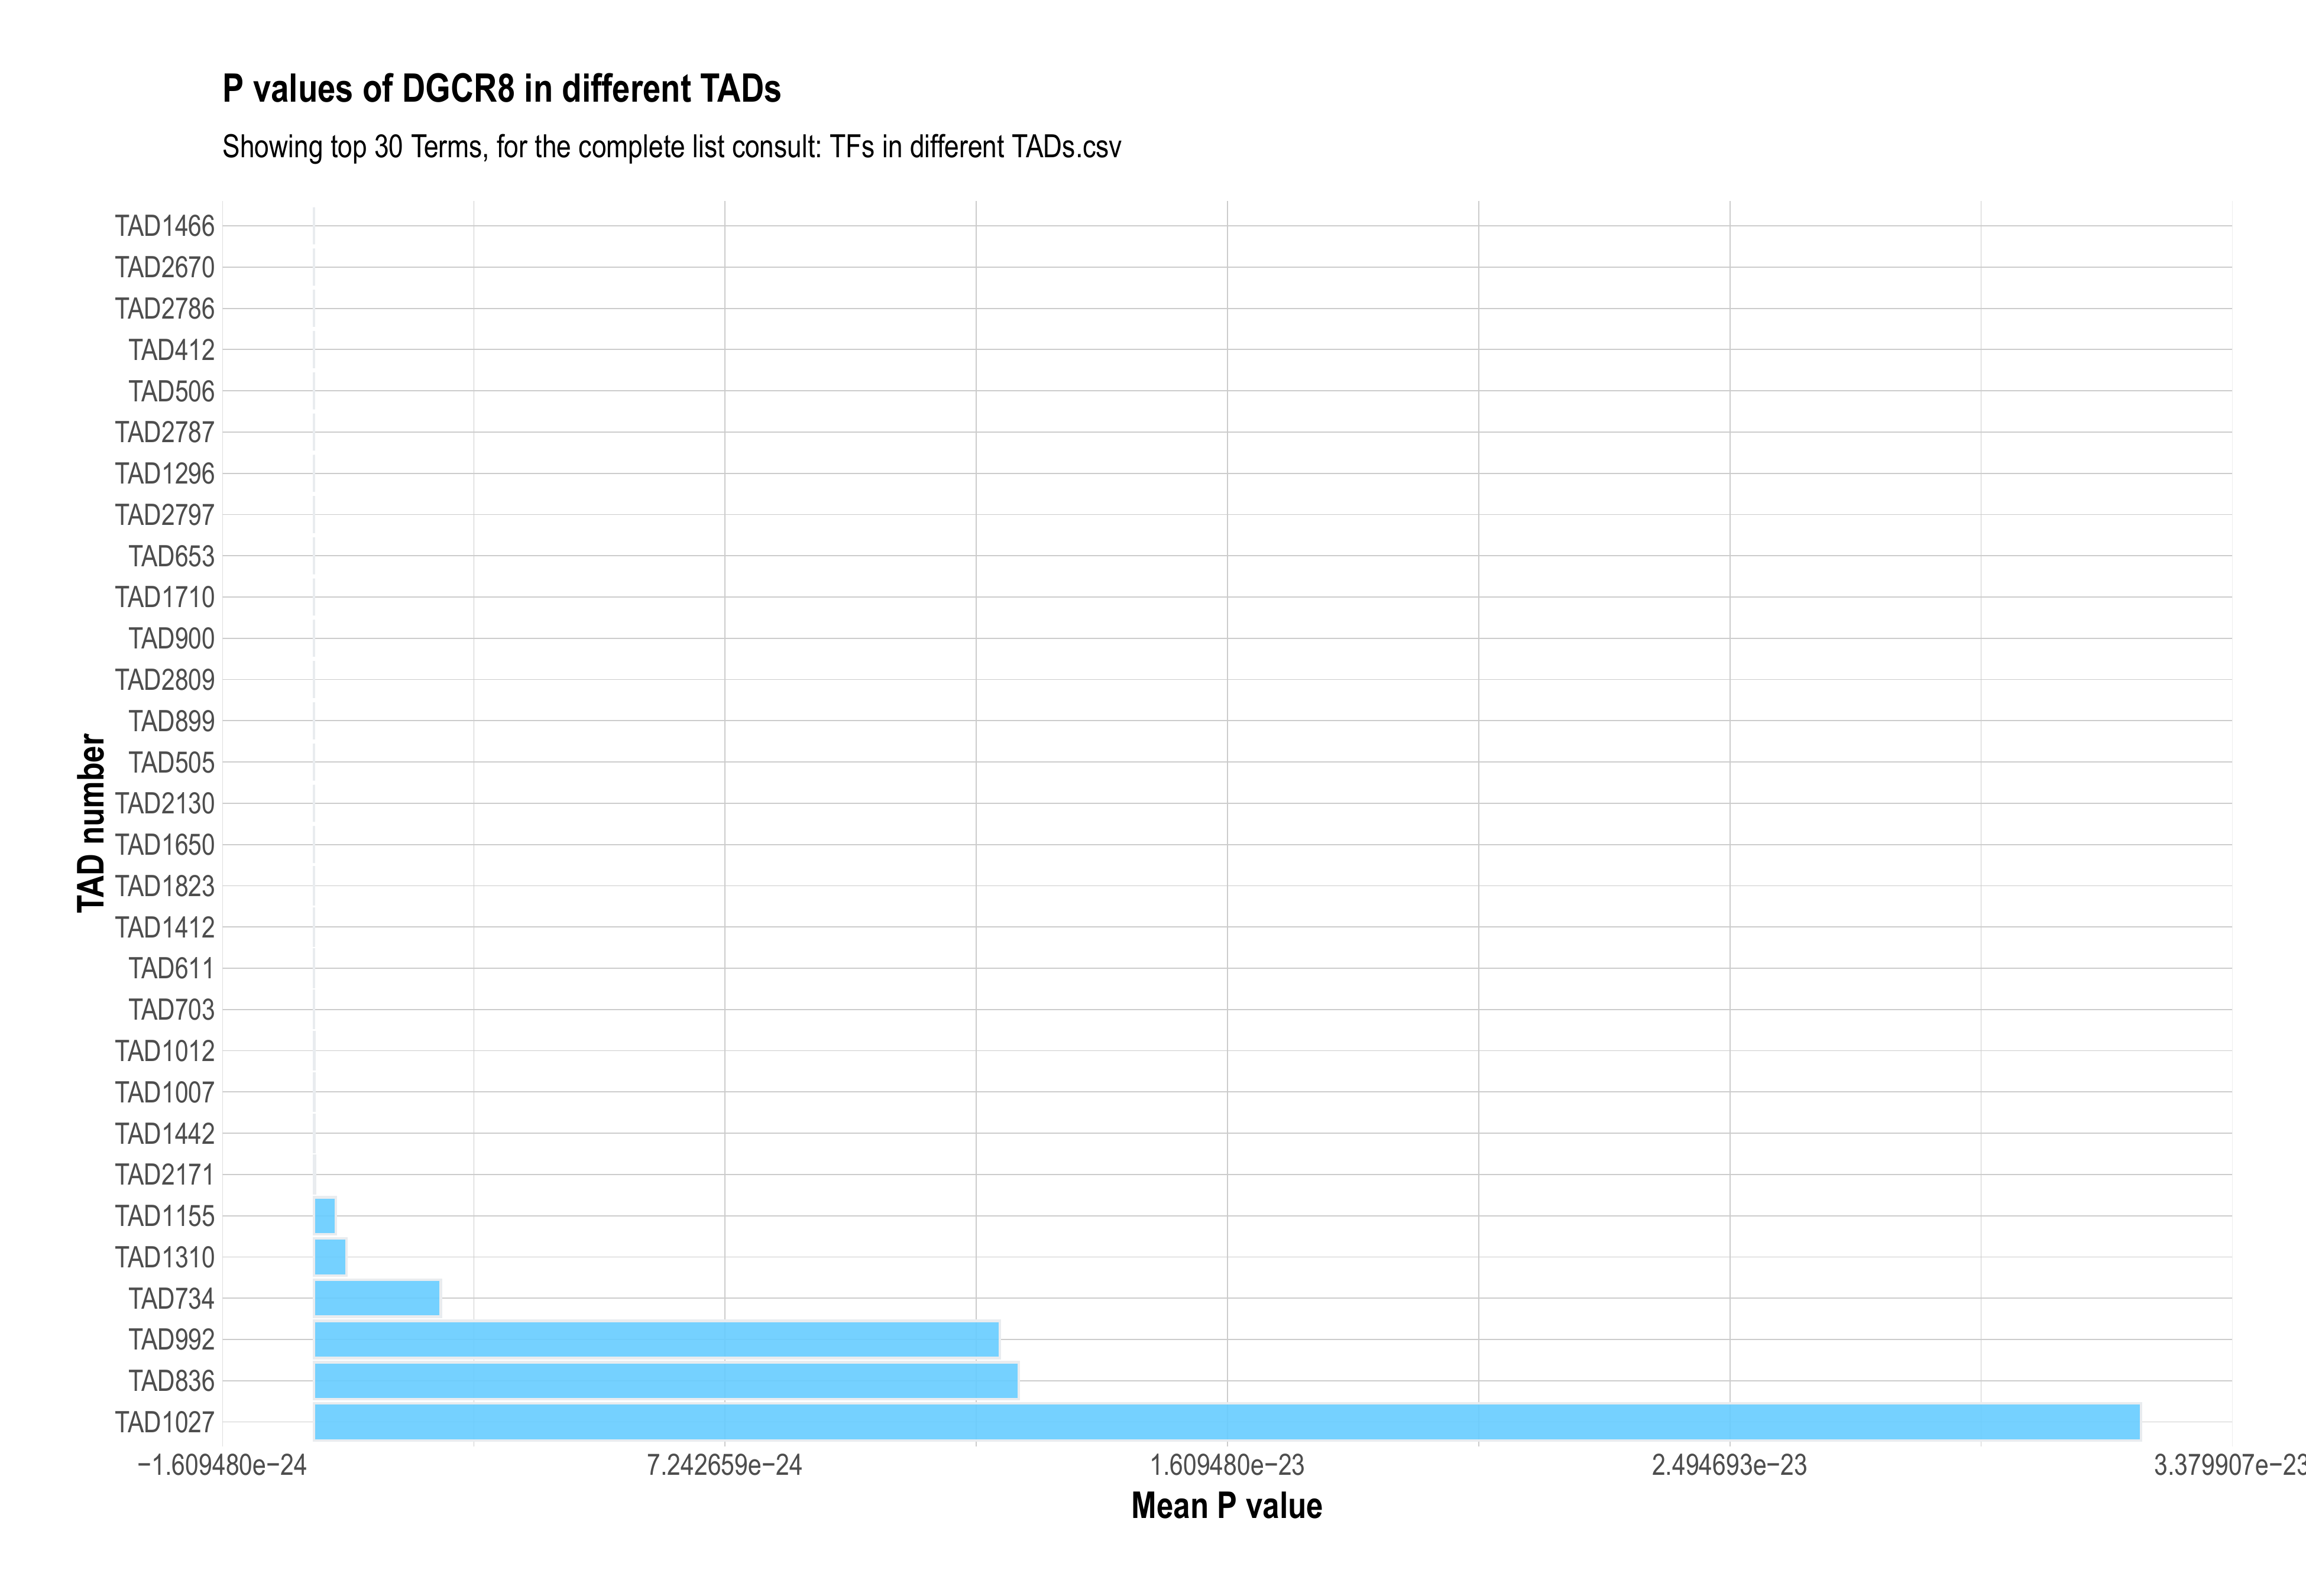 P values of DGCR8 in different TADs
Showing top 30 Terms, for the complete list consult: TFs in different TADs.csv
TAD number
TAD1466
TAD2670
TAD2786
TAD412
TAD506
TAD2787
TAD1296
TAD2797
TAD653
TAD1710
TAD900
TAD2809
TAD899
TAD505
TAD2130
TAD1650
TAD1823
TAD1412
TAD611
TAD703
TAD1012
TAD1007
TAD1442
TAD2171
TAD1155
TAD1310
TAD734
TAD992
TAD836
TAD1027
−1.609480e−24 7.242659e−24 1.609480e−23 2.494693e−23 3.379907e−23
Mean P value